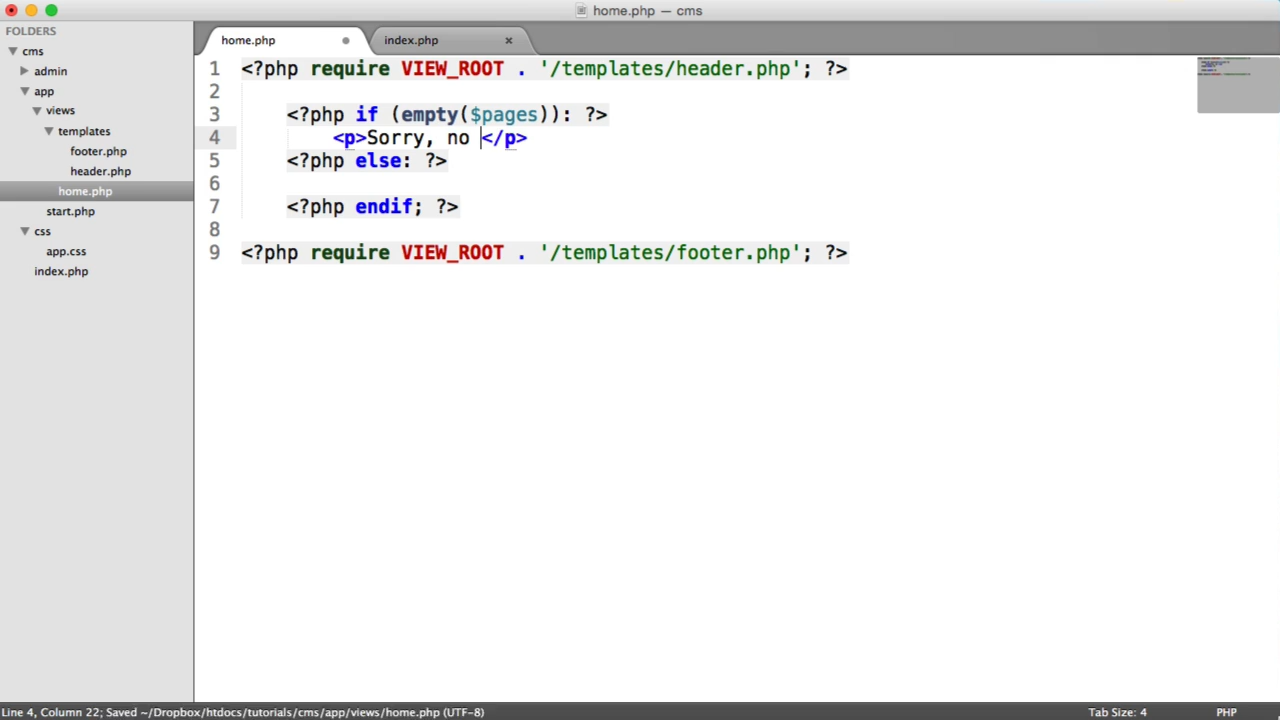 home.php — cms
FOLDERS
cms
admin
app
views
templates
footer.php
header.php
home.php
start.php
css
app.css
index.php
home.php
index.php
1 <?php require VIEW_ROOT . '/templates/header.php'; ?>
2
3 <?php if (empty($pages)): ?>
4 <p>Sorry, no </p>
5 <?php else: ?>
6
7 <?php endif; ?>
8
9 <?php require VIEW_ROOT . '/templates/footer.php'; ?>
Line 4, Column 22; Saved ~/Dropbox/htdocs/tutorials/cms/app/views/home.php (UTF-8)
Tab Size: 4
PHP